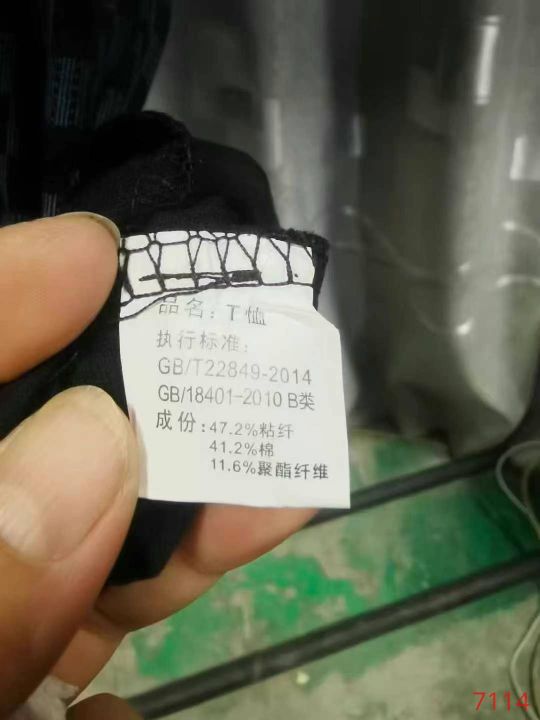 品名：T恤
执行标准：
GB/T22849-2014
GB/18401-2010 B类
成份：47.2%粘纤
41.2%棉
11.6%聚酯纤维
7114